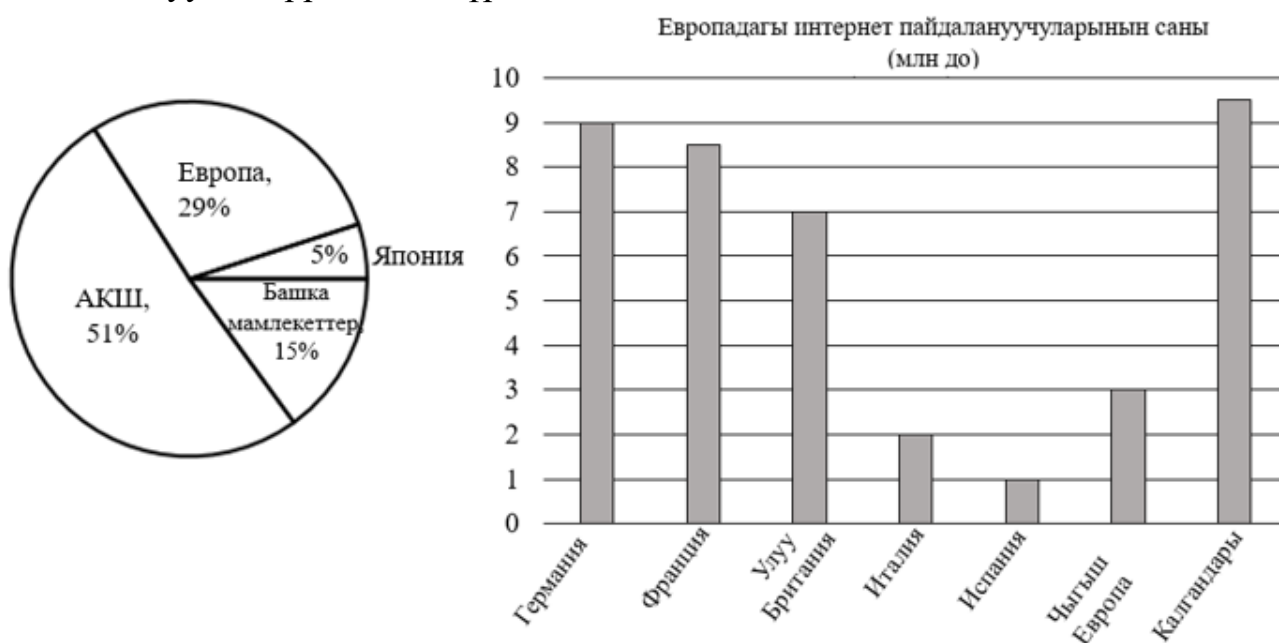 Европадагы интернет пайдалануучуларынын саны
(млн до)
Европа,
29%
5%
Япония
АКШ,
51%
Башка
мамлекеттер,
15%
10
9
8
7
6
5
4
3
2
1
0
Германия
Франция
Улуу
Британия
Италия
Испания
Чыгыш
Европа
Калгандары